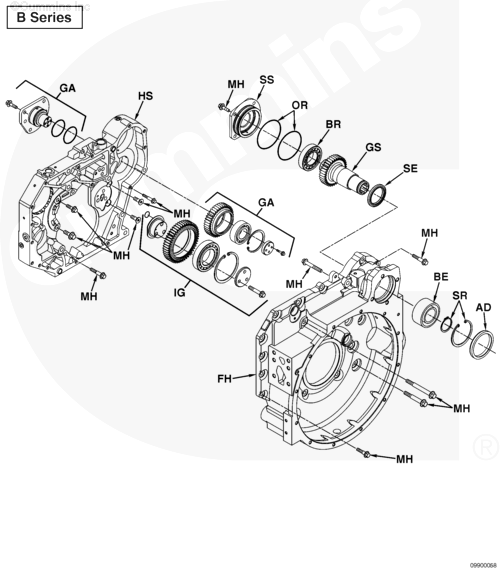 ©Cummins Inc
B Series
GA
HS
MH
SS
OR
BR
GS
SE
MH
GA
MH
MH
IG
MH
MH
BE
SR
AD
FH
MH
MH
Cummins
®
09900058